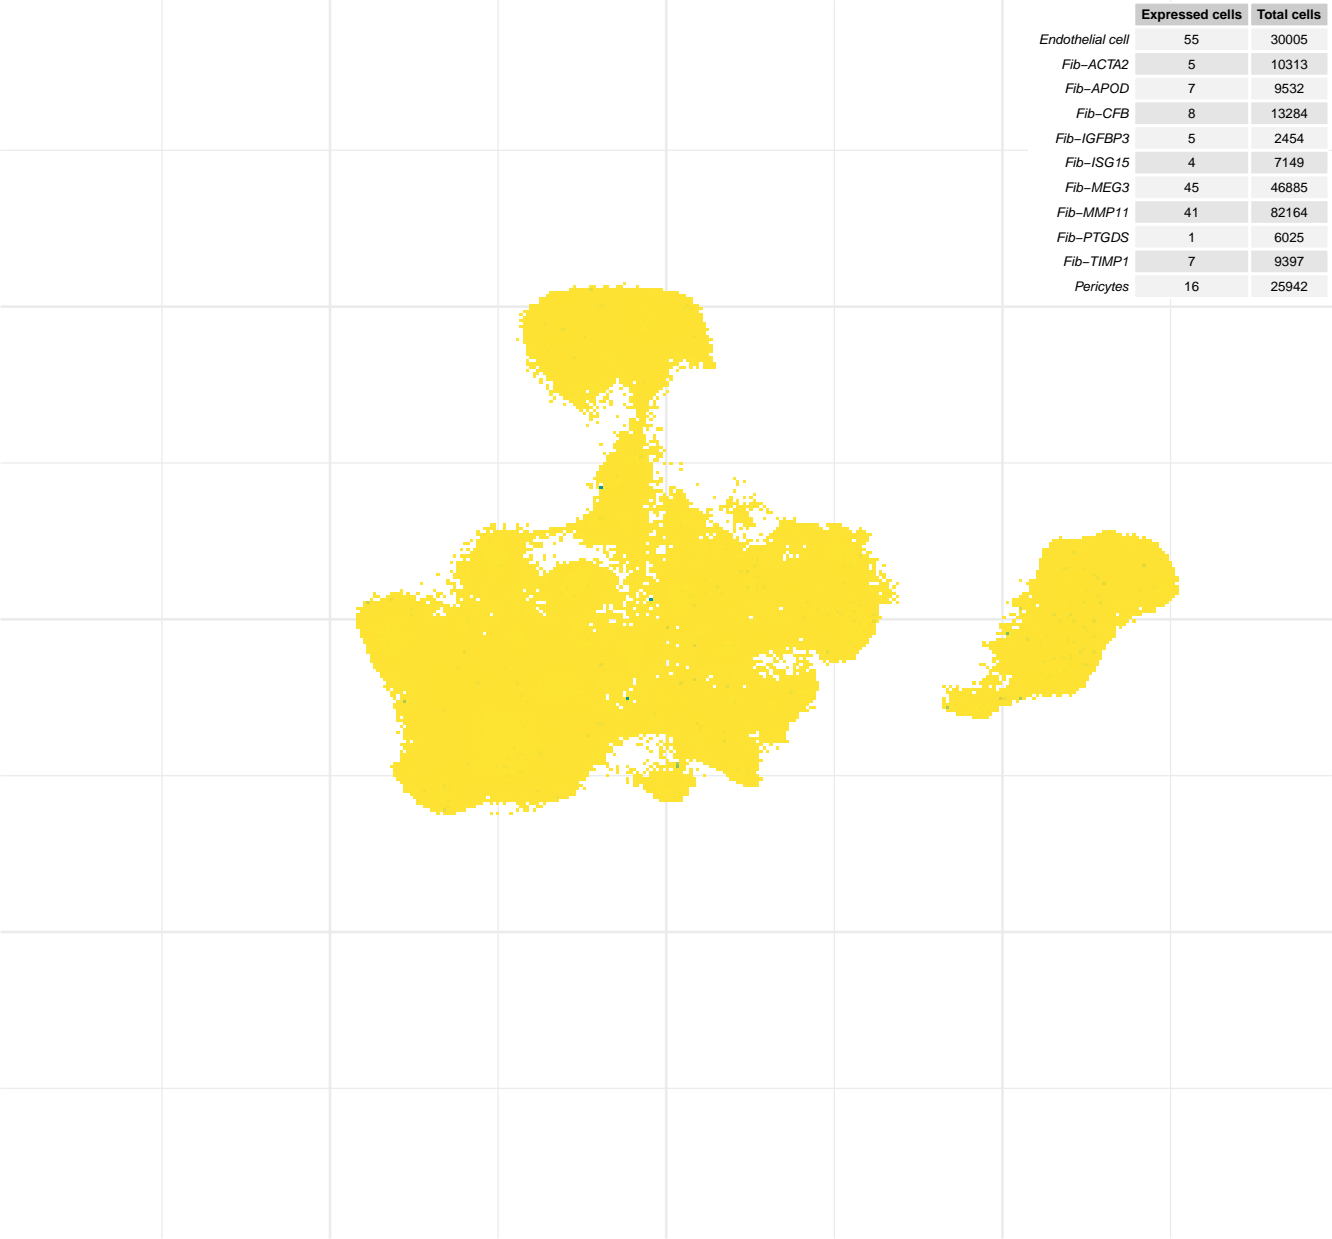 Expressed cells Total cells
Endothelial cell 55 30005
Fib−ACTA2 5 10313
Fib−APOD 7 9532
Fib−CFB 8 13284
Fib−IGFBP3 5 2454
Fib−ISG15 4 7149
Fib−MEG3 45 46885
Fib−MMP11 41 82164
Fib−PTGDS 1 6025
Fib−TIMP1 7 9397
Pericytes 16 25942